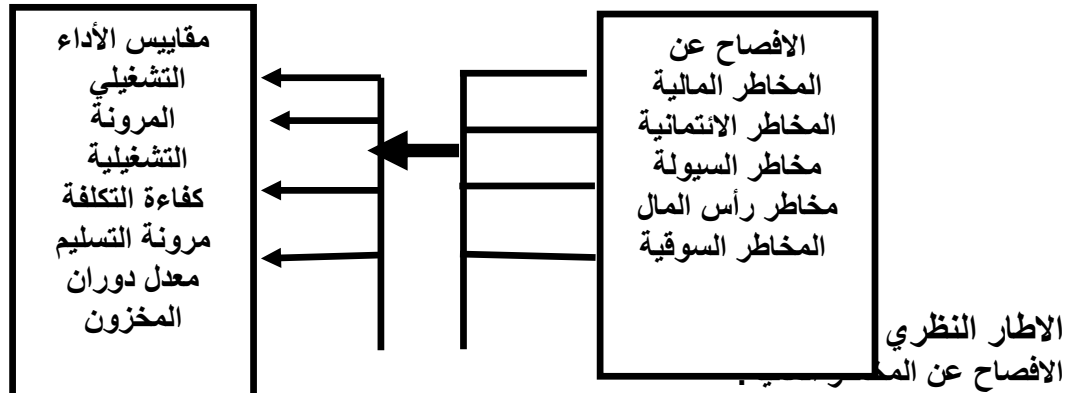 الافصاح عن
المخاطر المالية
المخاطر الائتمانية
مخاطر السيولة
مخاطر رأس المال
المخاطر السوقية
مقاييس الأداء
التشغيلي
المرونة
التشغيلية
كفاءة التكلفة
مرونة التسليم
معدل دوران
المخزون
الاطار النظري
الافصاح عن